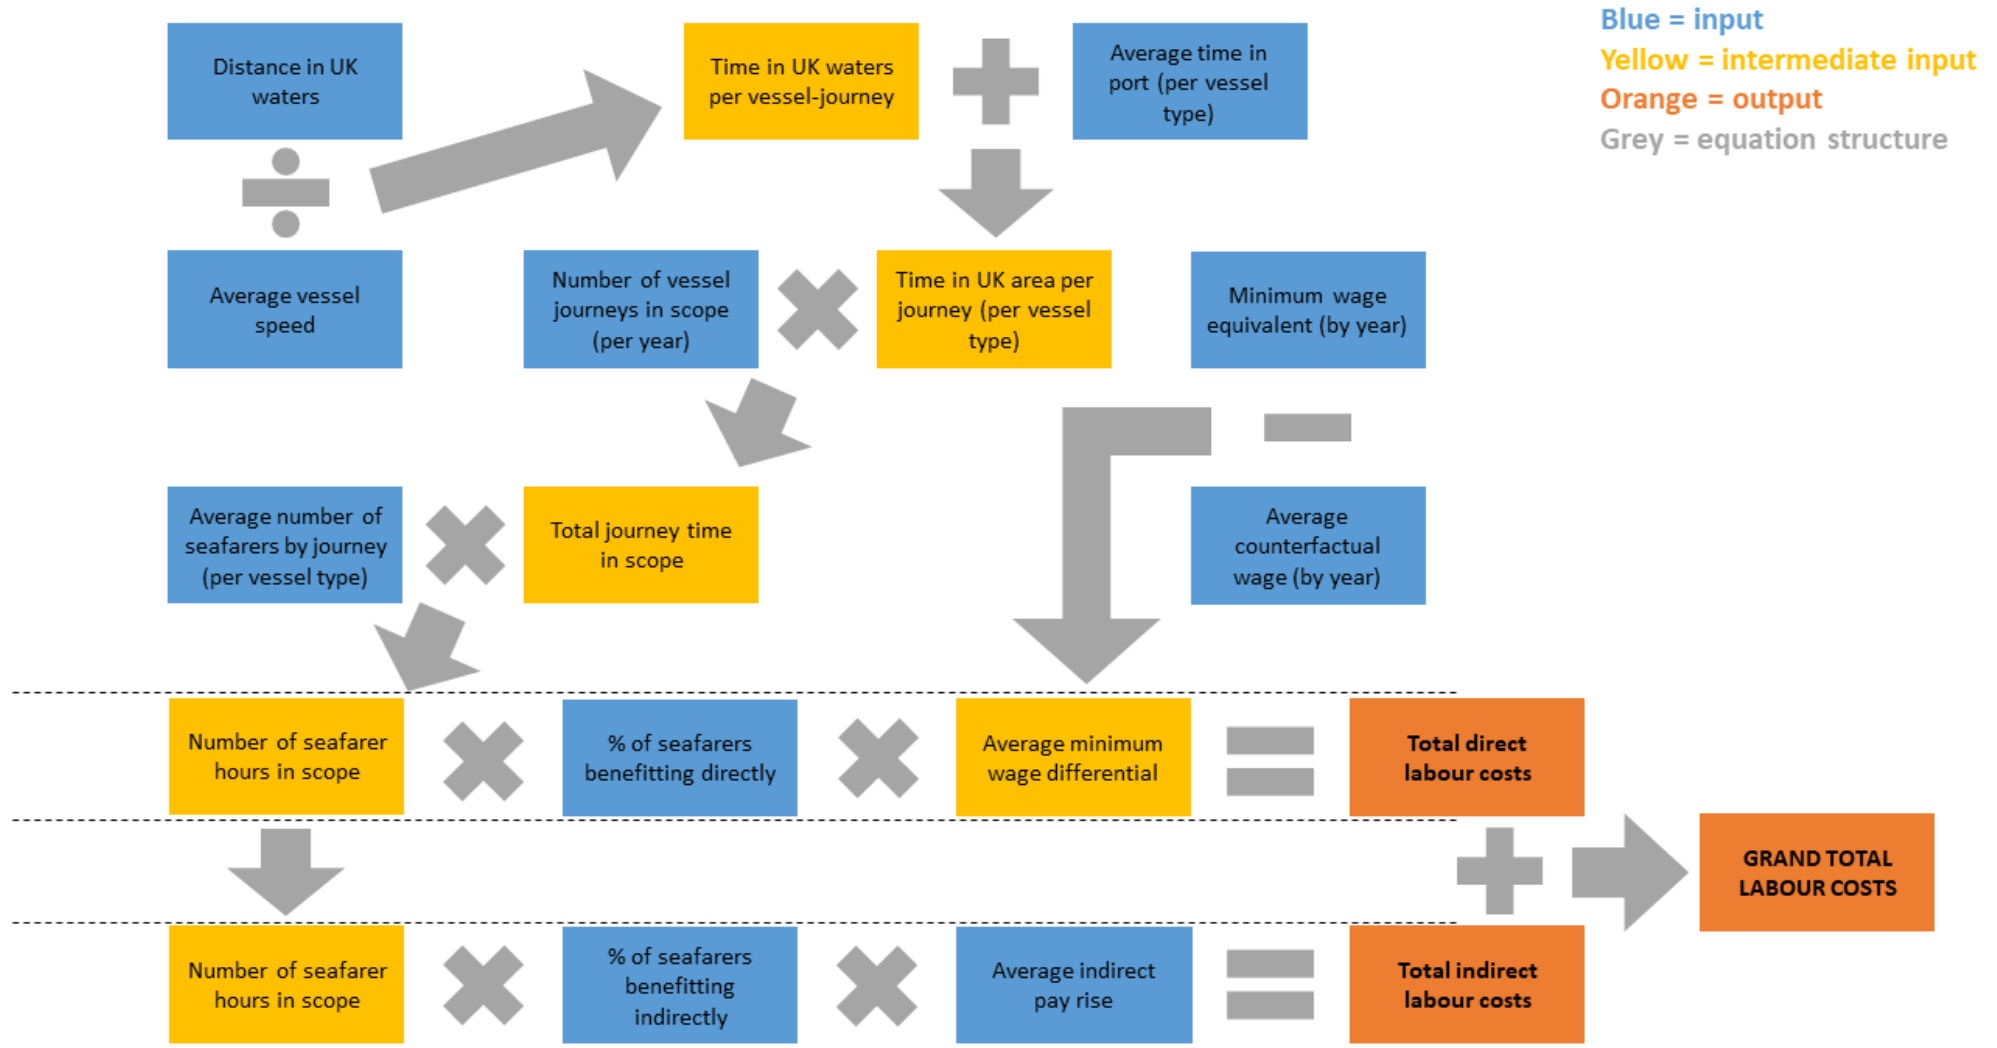 Blue = input
Yellow = intermediate input
Orange = output
Grey = equation structure
Distance in UK
waters
Time in UK waters
per vessel-journey
Average time in
port (per vessel
type)
Average vessel
speed
Number of vessel
journeys in scope
(per year)
Time in UK area per
journey (per vessel
type)
Minimum wage
equivalent (by year)
Average number of
seafarers by journey
(per vessel type)
Total journey time
in scope
Average
counterfactual
wage (by year)
Number of seafarer
hours in scope
% of seafarers
benefitting directly
Average minimum
wage differential
Total direct
labour costs
GRAND TOTAL
LABOUR COSTS
Number of seafarer
hours in scope
% of seafarers
benefitting
indirectly
Average indirect
pay rise
Total indirect
labour costs